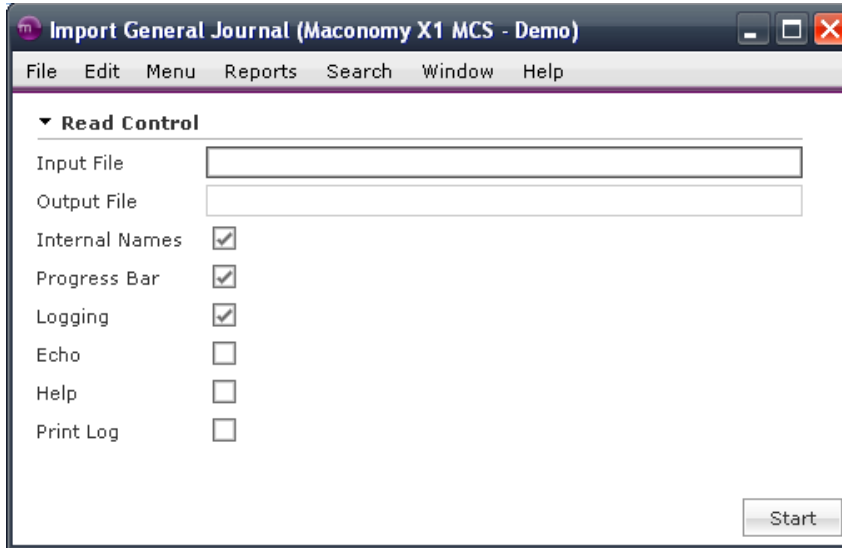 Import General Journal (Maconomy X1 MCS - Demo)
File Edit Menu Reports Search Window Help
Read Control
Input File
Output File
Internal Names
Progress Bar
Logging
Echo
Help
Print Log
Start